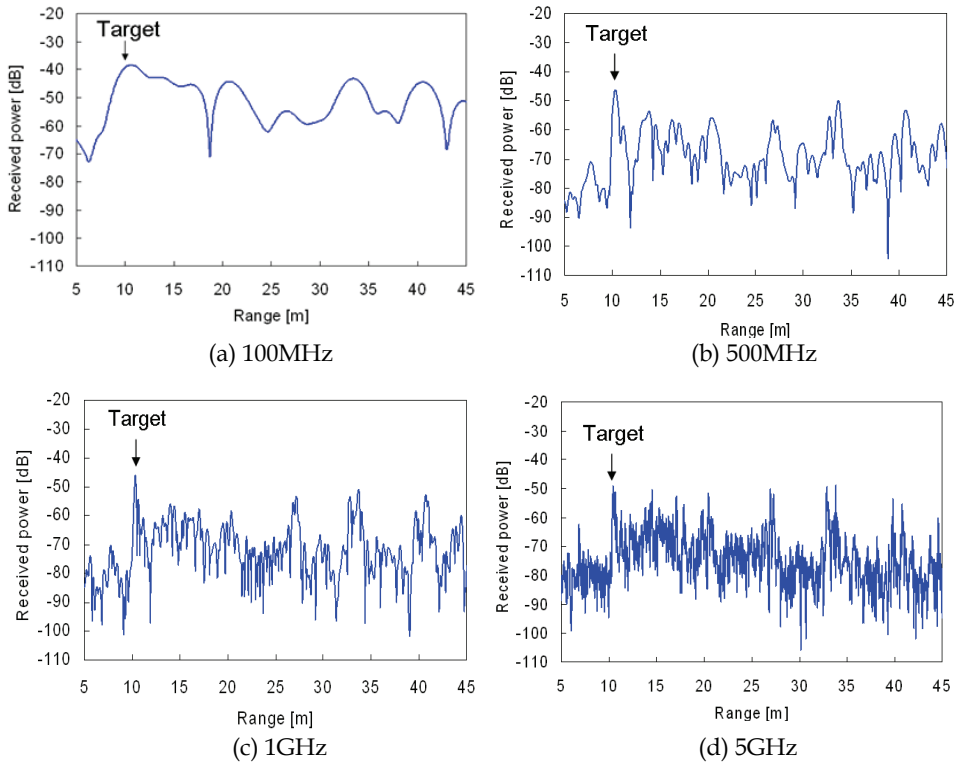 -20
-30
-40
-50
-60
-70
-80
-90
-100
-110
Received power [dB]
Target
5 10 15 20 25 30 35 40 45
Range [m]
(a) 100MHz
-20
-30
-40
-50
-60
-70
-80
-90
-100
-110
Received power [dB]
Target
5 10 15 20 25 30 35 40 45
Range [m]
(b) 500MHz
-20
-30
-40
-50
-60
-70
-80
-90
-100
-110
Received power [dB]
Target
5 10 15 20 25 30 35 40 45
Range [m]
(c) 1GHz
-20
-30
-40
-50
-60
-70
-80
-90
-100
-110
Received power [dB]
Target
5 10 15 20 25 30 35 40 45
Range [m]
(d) 5GHz